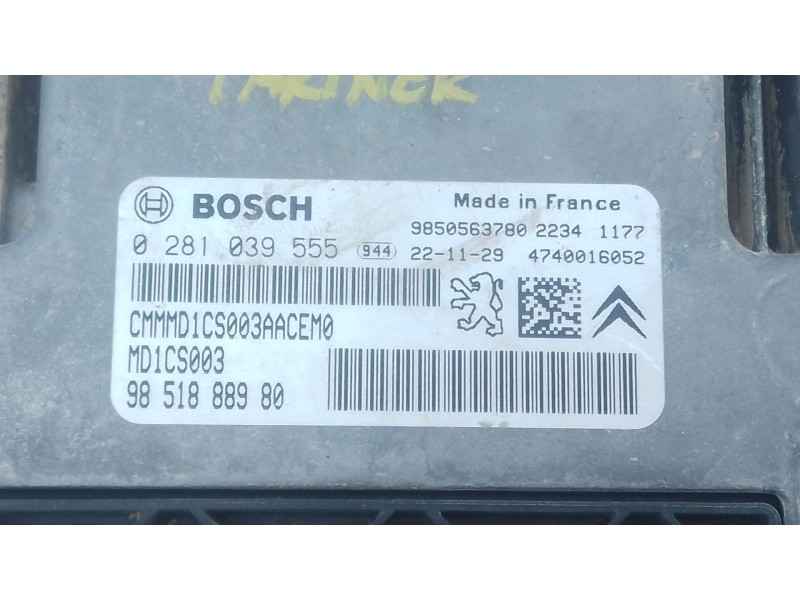 PARTNER
BOSCH
Made in France
9850563780 2234 1177
0 281 039 555 944 22-11-29 4740016052
CMMMD1CS003AACEM0
MD1CS003
98 518 889 80